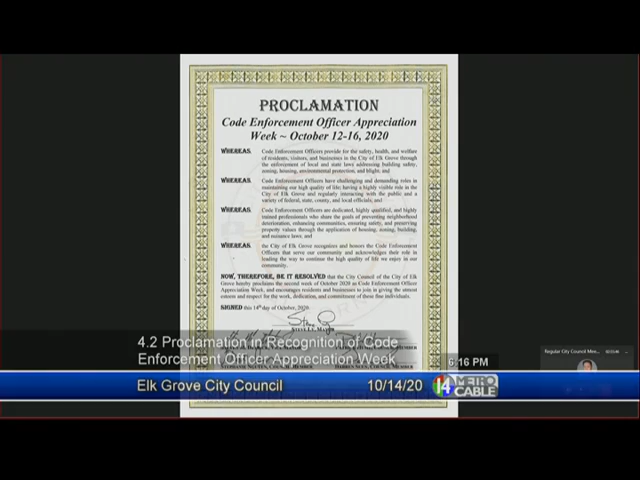 PROCLAMATION
Code Enforcement Officer Appreciation
Week ~ October 12-16, 2020
WHEREAS, Code Enforcement Officers provide for the safety, health, and welfare
of residents, visitors, and businesses in the City of Elk Grove through
the enforcement of local and state laws addressing building safety,
zoning, housing, environmental protection, and blight; and
WHEREAS, Code Enforcement Officers have challenging and demanding roles in
maintaining our high quality of life; having a highly visible role in the
City of Elk Grove and regularly interacting with the public and a
variety of federal, state, county, and local officials; and
WHEREAS, Code Enforcement Officers are dedicated, highly qualified, and highly
trained professionals who share the goals of preventing neighborhood
deterioration, enhancing communities, ensuring safety, and preserving
property values through the application of housing, zoning, building,
and nuisance laws; and
WHEREAS, the City of Elk Grove recognizes and honors the Code Enforcement
Officers that serve our community and acknowledges their role in
leading the way to continue the high quality of life we enjoy in our
community.
NOW, THEREFORE, BE IT RESOLVED that the City Council of the City of Elk
Grove hereby proclaims the second week of October 2020 as Code Enforcement Officer
Appreciation Week, and encourages residents and businesses to join in giving the utmost
esteem and respect for the work, dedication, and commitment of these fine individuals.
SIGNED this 14th day of October, 2020.
STEVE LY, MAYOR
4.2 Proclamation in Recognition of Code
Enforcement Officer Appreciation Week
6:16 PM
Regular City Council Mee...
Elk Grove City Council 10/14/20
14 METRO
CABLE